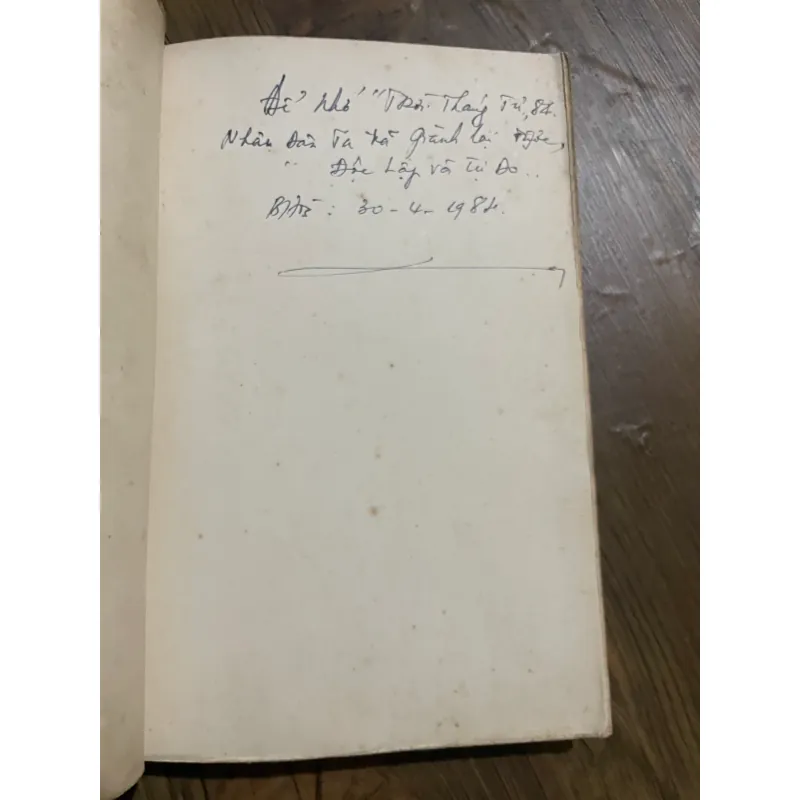 Để nhớ "Trời Tháng Tư, 84.
Nhân Dân Ta Đã Giành lại được,
" Độc Lập và Tự Do..
: 30-4-1984.